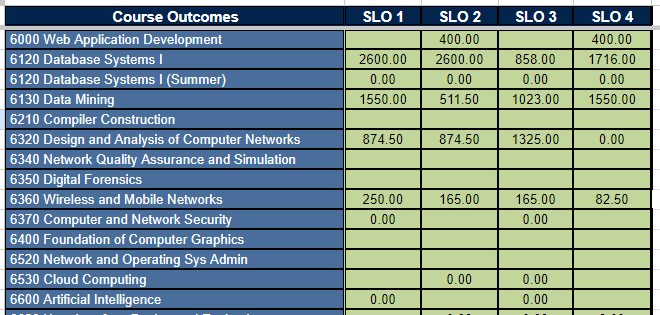 Course Outcomes SLO 1 SLO 2 SLO 3 SLO 4
6000 Web Application Development 400.00 400.00
6120 Database Systems I 2600.00 2600.00 858.00 1716.00
6120 Database Systems I (Summer) 0.00 0.00 0.00 0.00
6130 Data Mining 1550.00 511.50 1023.00 1550.00
6210 Compiler Construction
6320 Design and Analysis of Computer Networks 874.50 874.50 1325.00 0.00
6340 Network Quality Assurance and Simulation
6350 Digital Forensics
6360 Wireless and Mobile Networks 250.00 165.00 165.00 82.50
6370 Computer and Network Security 0.00 0.00
6400 Foundation of Computer Graphics
6520 Network and Operating Sys Admin
6530 Cloud Computing 0.00 0.00
6600 Artificial Intelligence 0.00 0.00